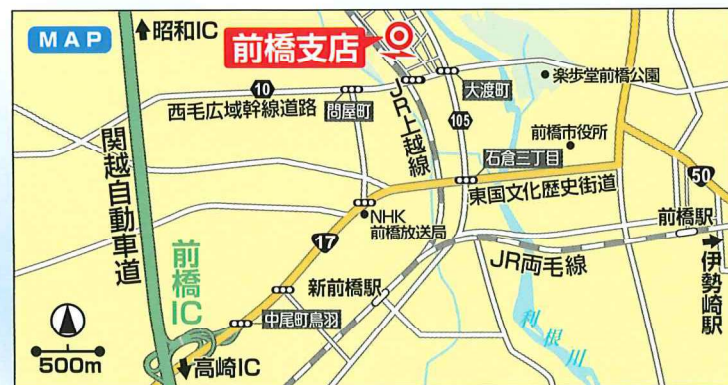 MAP
昭和IC
前橋支店
楽歩堂前橋公園
大渡町
10
西毛広域幹線道路
問屋町
JR上越線
105
前橋市役所
関越自動車道
石倉三丁目
東国文化歴史街道
50
NHK
前橋放送局
前橋駅
17
前橋IC
新前橋駅
JR両毛線
伊勢崎駅
中尾町鳥羽
利根川
500m
高崎IC